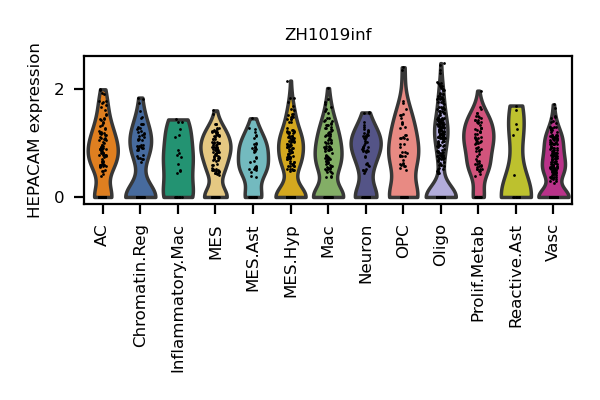 ZH1019inf
HEPACAM expression
2
0
AC
Chromatin.Reg
Inflammatory.Mac
MES
MES.Ast
MES.Hyp
Mac
Neuron
OPC
Oligo
Prolif.Metab
Reactive.Ast
Vasc